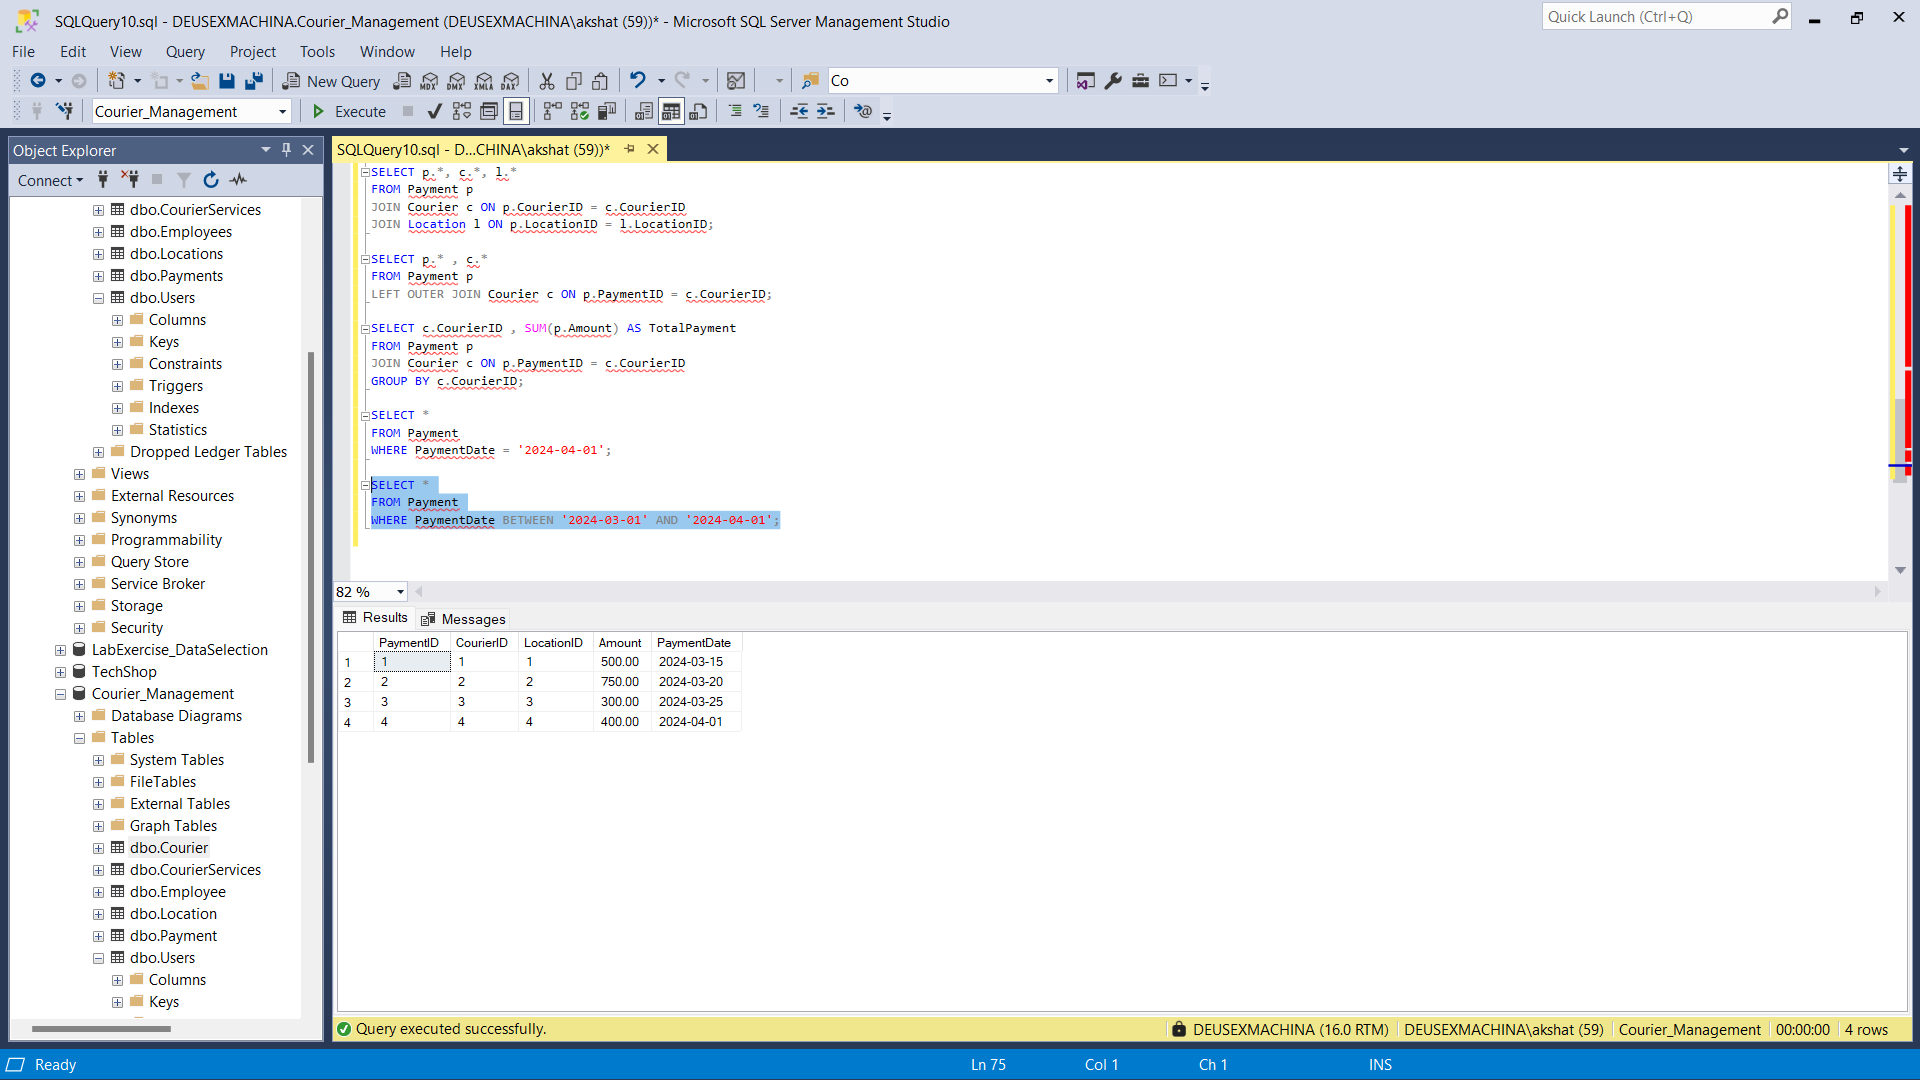 SQLQuery10.sql - DEUSEXMACHINA.Courier_Management (DEUSEXMACHINA\akshat (59))* - Microsoft SQL Server Management Studio
Quick Launch (Ctrl+Q)
File Edit View Query Project Tools Window Help
New Query MDX DMX XMLA DAX Co
Courier_Management Execute
Object Explorer
Connect
dbo.CourierServices
dbo.Employees
dbo.Locations
dbo.Payments
dbo.Users
Columns
Keys
Constraints
Triggers
Indexes
Statistics
Dropped Ledger Tables
Views
External Resources
Synonyms
Programmability
Query Store
Service Broker
Storage
Security
LabExercise_DataSelection
TechShop
Courier_Management
Database Diagrams
Tables
System Tables
FileTables
External Tables
Graph Tables
dbo.Courier
dbo.CourierServices
dbo.Employee
dbo.Location
dbo.Payment
dbo.Users
Columns
Keys
SQLQuery10.sql - D...CHINA\akshat (59))*
SELECT p.*, c.*, l.*
FROM Payment p
JOIN Courier c ON p.CourierID = c.CourierID
JOIN Location l ON p.LocationID = l.LocationID;
SELECT p.* , c.*
FROM Payment p
LEFT OUTER JOIN Courier c ON p.PaymentID = c.CourierID;
SELECT c.CourierID , SUM(p.Amount) AS TotalPayment
FROM Payment p
JOIN Courier c ON p.PaymentID = c.CourierID
GROUP BY c.CourierID;
SELECT *
FROM Payment
WHERE PaymentDate = '2024-04-01';
SELECT *
FROM Payment
WHERE PaymentDate BETWEEN '2024-03-01' AND '2024-04-01';
82 %
Results Messages
PaymentID CourierID LocationID Amount PaymentDate
1 1 1 1 500.00 2024-03-15
2 2 2 2 750.00 2024-03-20
3 3 3 3 300.00 2024-03-25
4 4 4 4 400.00 2024-04-01
Query executed successfully. DEUSEXMACHINA (16.0 RTM) DEUSEXMACHINA\akshat (59) Courier_Management 00:00:00 4 rows
Ready Ln 75 Col 1 Ch 1 INS